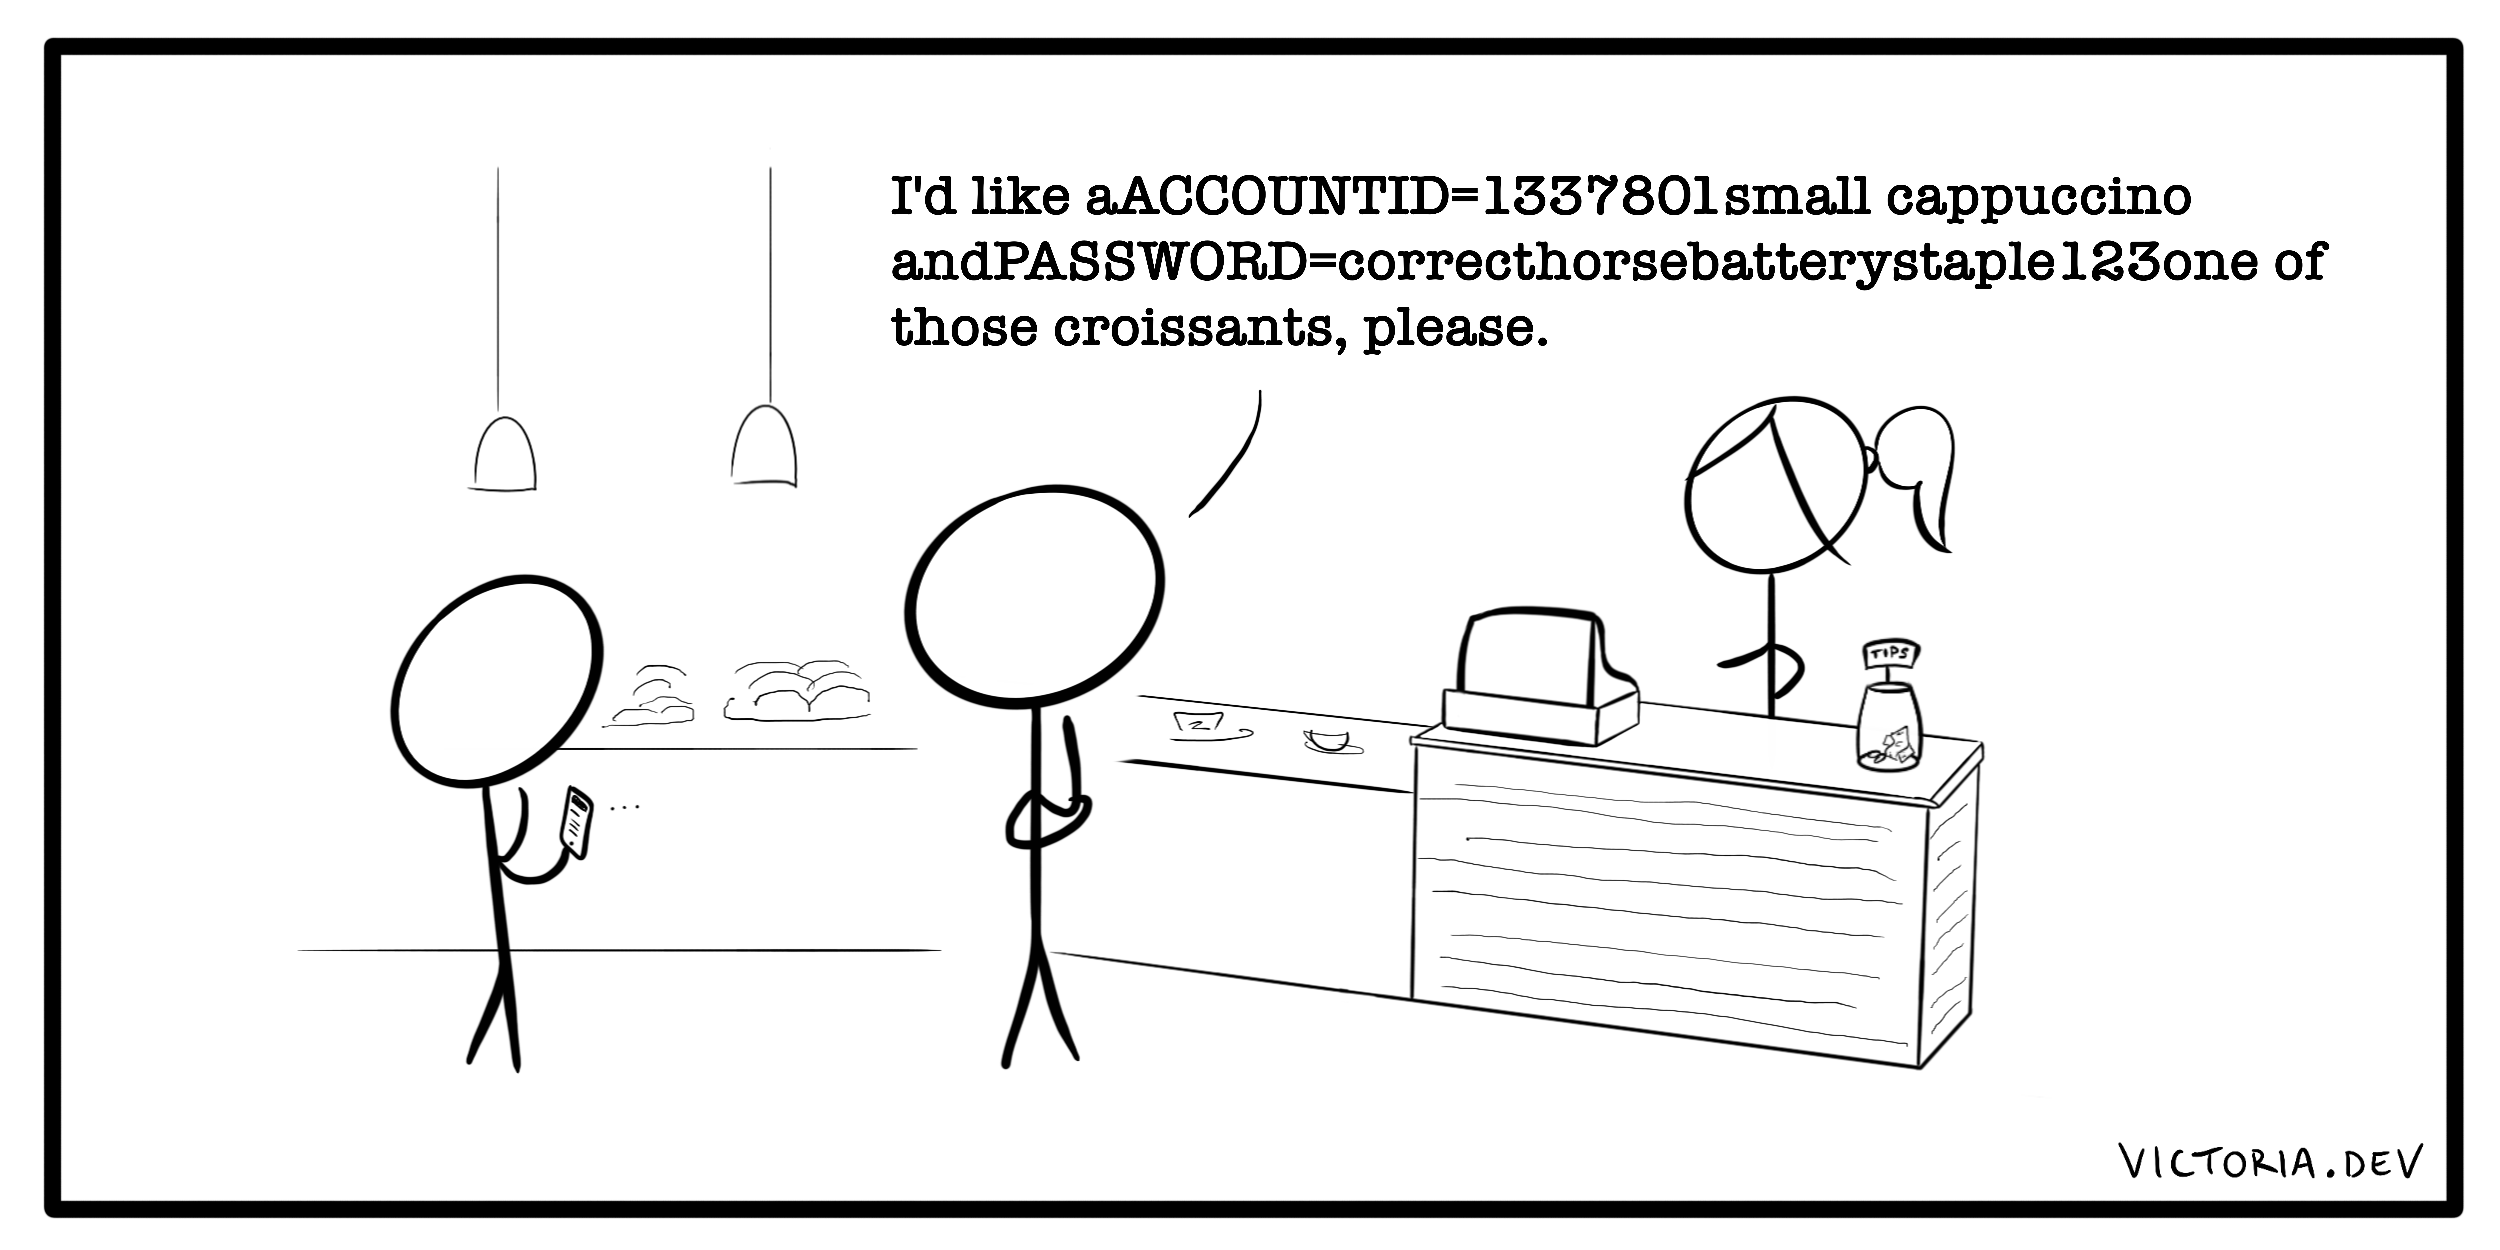 I'd like aACCOUNTID=1337801small cappuccino
andPASSWORD=correcthorsebatterystaple123one of
those croissants, please.
TIPS
...
VICTORIA.DEV